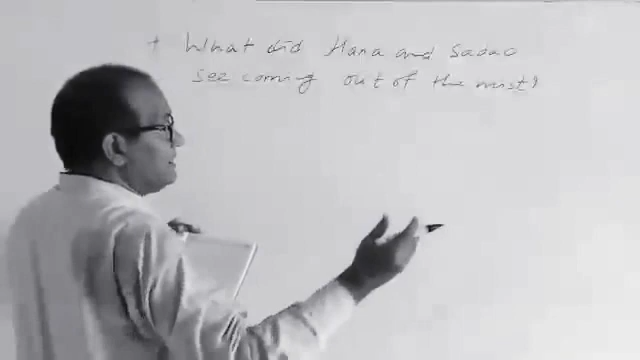 + What did Hana and Sadao
see coming out of the mist?